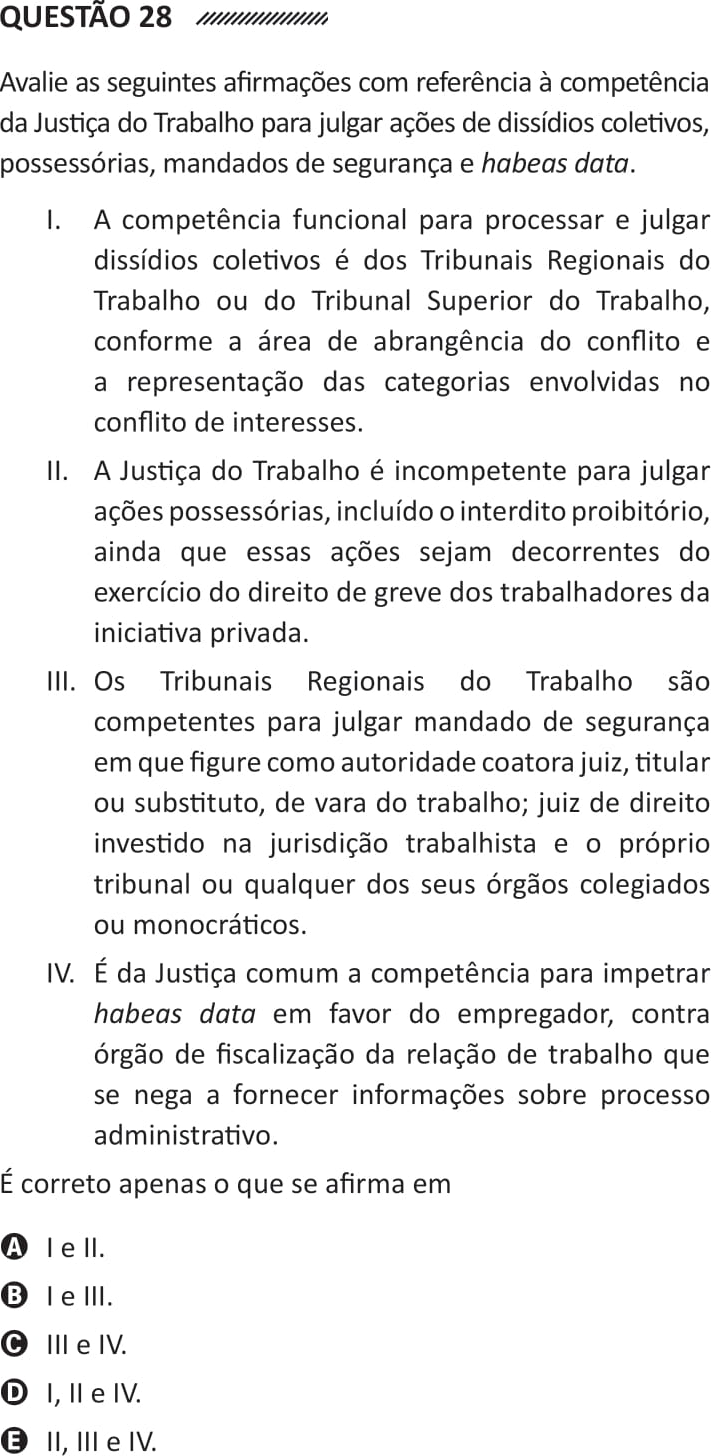 QUESTÃO 28
Avalie as seguintes afirmações com referência à competência
da Justiça do Trabalho para julgar ações de dissídios coletivos,
possessórias, mandados de segurança e habeas data.
I. A competência funcional para processar e julgar
dissídios coletivos é dos Tribunais Regionais do
Trabalho ou do Tribunal Superior do Trabalho,
conforme a área de abrangência do conflito e
a representação das categorias envolvidas no
conflito de interesses.
II. A Justiça do Trabalho é incompetente para julgar
ações possessórias, incluído o interdito proibitório,
ainda que essas ações sejam decorrentes do
exercício do direito de greve dos trabalhadores da
iniciativa privada.
III. Os Tribunais Regionais do Trabalho são
competentes para julgar mandado de segurança
em que figure como autoridade coatora juiz, titular
ou substituto, de vara do trabalho; juiz de direito
investido na jurisdição trabalhista e o próprio
tribunal ou qualquer dos seus órgãos colegiados
ou monocráticos.
IV. É da Justiça comum a competência para impetrar
habeas data em favor do empregador, contra
órgão de fiscalização da relação de trabalho que
se nega a fornecer informações sobre processo
administrativo.
É correto apenas o que se afirma em
A I e II.
B I e III.
C III e IV.
D I, II e IV.
E II, III e IV.